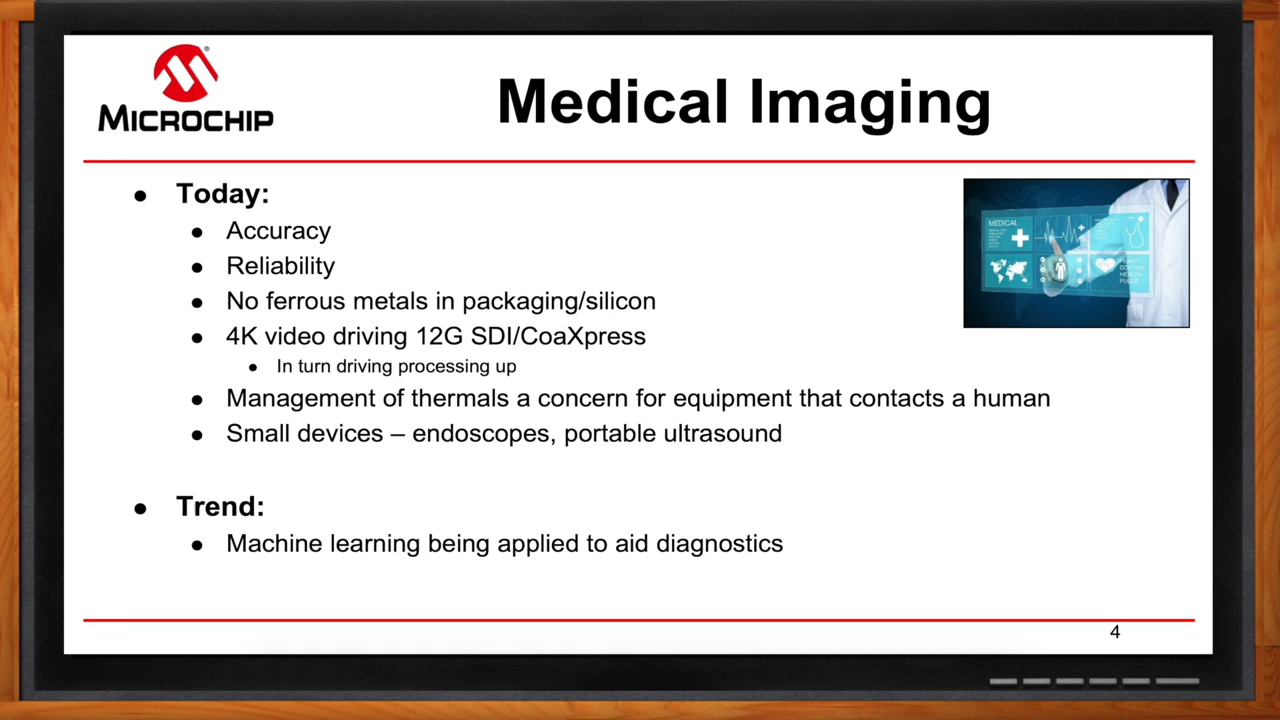 MICROCHIP
Medical Imaging
Today:
Accuracy
Reliability
No ferrous metals in packaging/silicon
4K video driving 12G SDI/CoaXpress
In turn driving processing up
Management of thermals a concern for equipment that contacts a human
Small devices – endoscopes, portable ultrasound
MEDICAL
HEALTH
Trend:
Machine learning being applied to aid diagnostics
4